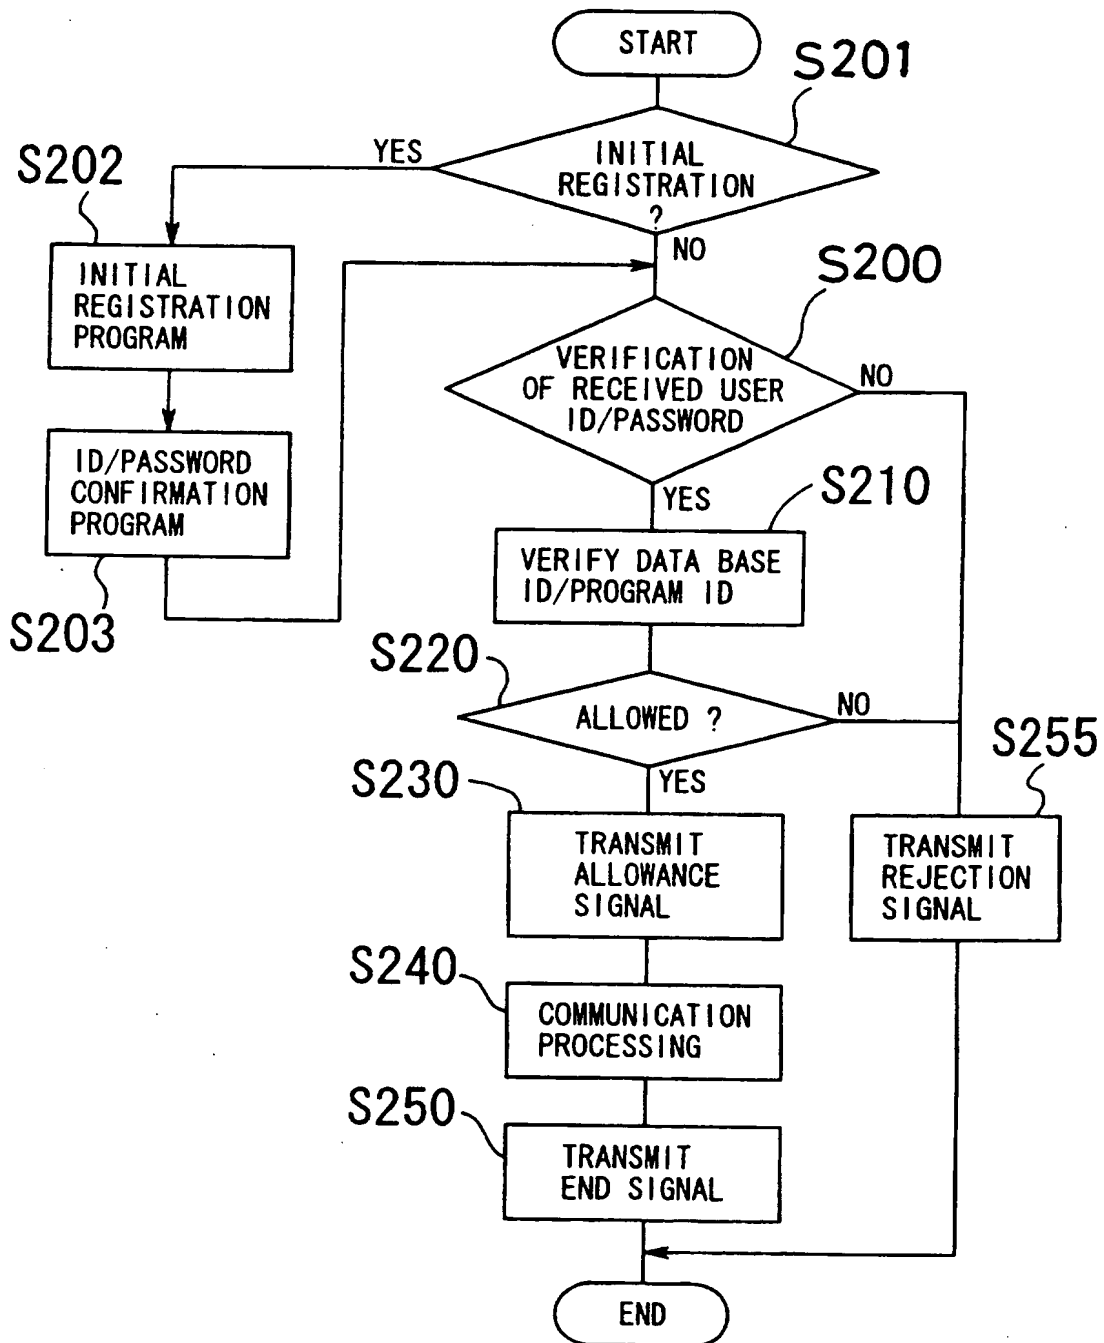 START
S201
YES
INITIAL
REGISTRATION
?
S202
NO
INITIAL
REGISTRATION
PROGRAM
S200
VERIFICATION
OF RECEIVED USER
ID/PASSWORD
NO
ID/PASSWORD
CONFIRMATION
PROGRAM
S203
YES
S210
VERIFY DATA BASE
ID/PROGRAM ID
S220
ALLOWED ?
NO
S255
YES
S230
TRANSMIT
ALLOWANCE
SIGNAL
TRANSMIT
REJECTION
SIGNAL
S240
COMMUNICATION
PROCESSING
S250
TRANSMIT
END SIGNAL
END